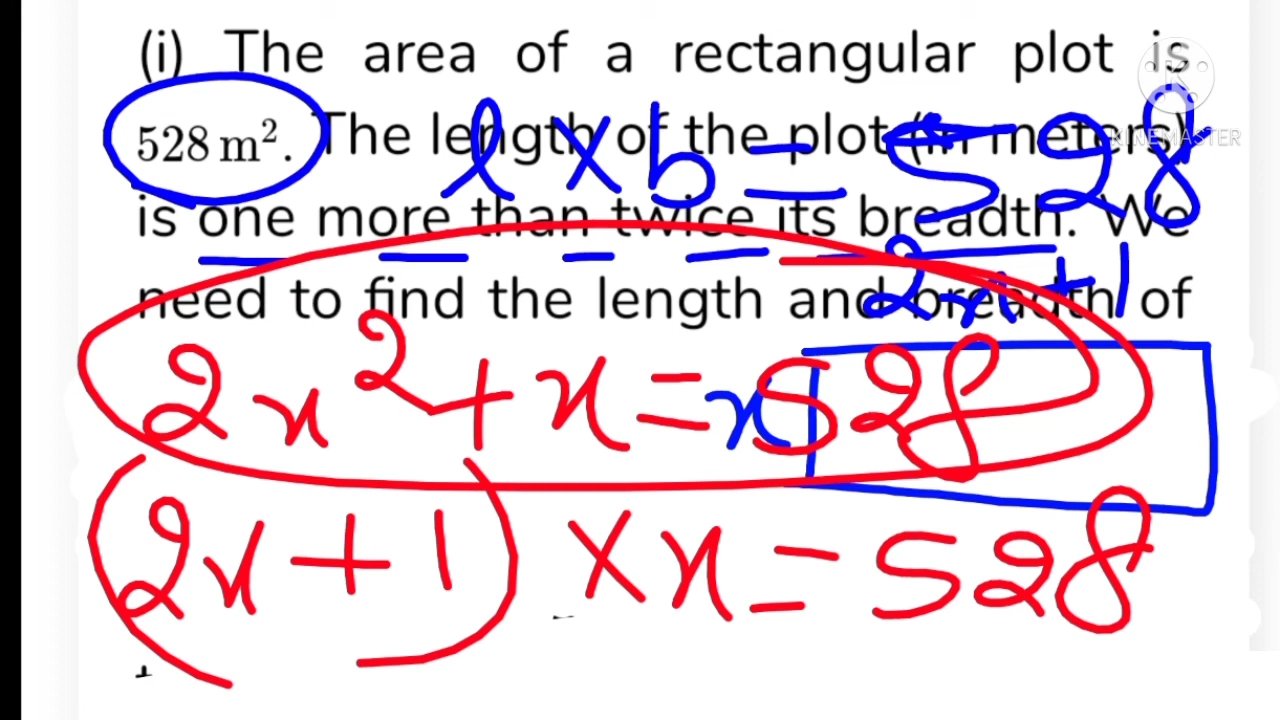 (i) The area of a rectangular plot is
528 m². The length of the plot (in meters)
is one more than twice its breadth. We
need to find the length and breadth of
l × b = 528
2x + 1
x
2x² + x = 528
(2x + 1) × x = 528
K
KINEMASTER